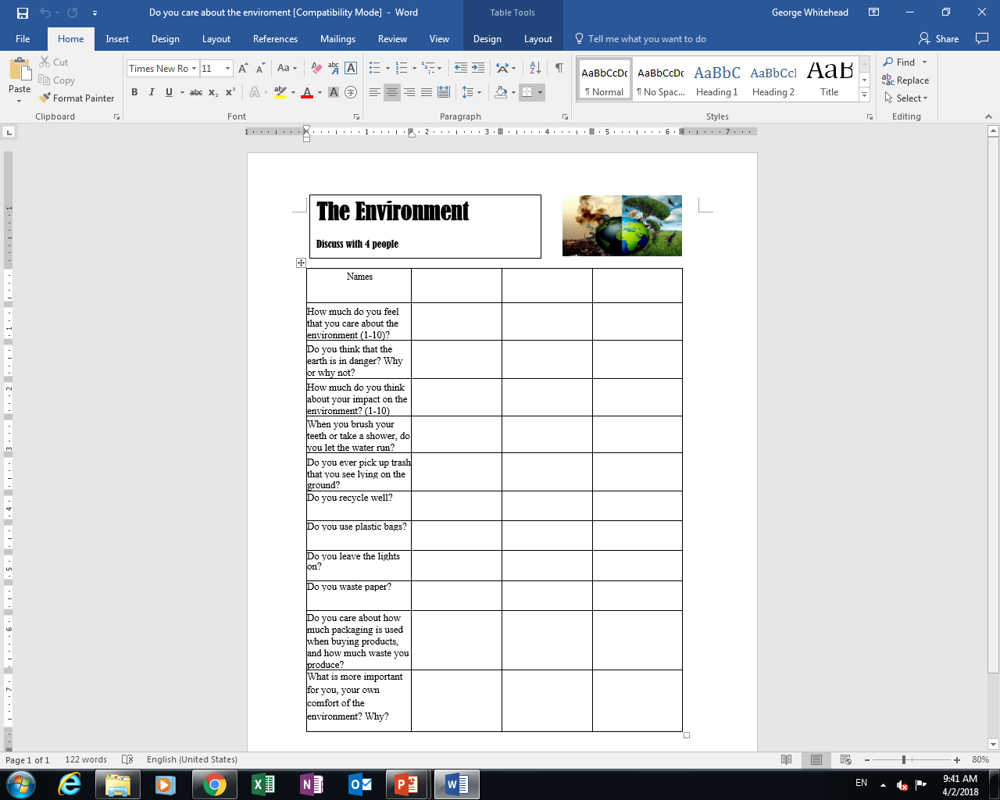 Do you care about the enviroment [Compatibility Mode] - Word
Table Tools
George Whitehead
File
Home
Insert
Design
Layout
References
Mailings
Review
View
Design
Layout
Tell me what you want to do
Share
Paste
Cut
Copy
Format Painter
Clipboard
Times New Ro
11
Font
Paragraph
AaBbCcDc
¶ Normal
AaBbCcDc
¶ No Spac...
AaBbC
Heading 1
AaBbCcI
Heading 2
AaB
Title
Styles
Find
Replace
Select
Editing
1 1 2 3 4 5 6 7
The Environment
Discuss with 4 people
Names
How much do you feel
that you care about the
environment (1-10)?
Do you think that the
earth is in danger? Why
or why not?
How much do you think
about your impact on the
environment? (1-10)
When you brush your
teeth or take a shower, do
you let the water run?
Do you ever pick up trash
that you see lying on the
ground?
Do you recycle well?
Do you use plastic bags?
Do you leave the lights
on?
Do you waste paper?
Do you care about how
much packaging is used
when buying products,
and how much waste you
produce?
What is more important
for you, your own
comfort of the
environment? Why?
Page 1 of 1
122 words
English (United States)
80%
EN
9:41 AM
4/2/2018